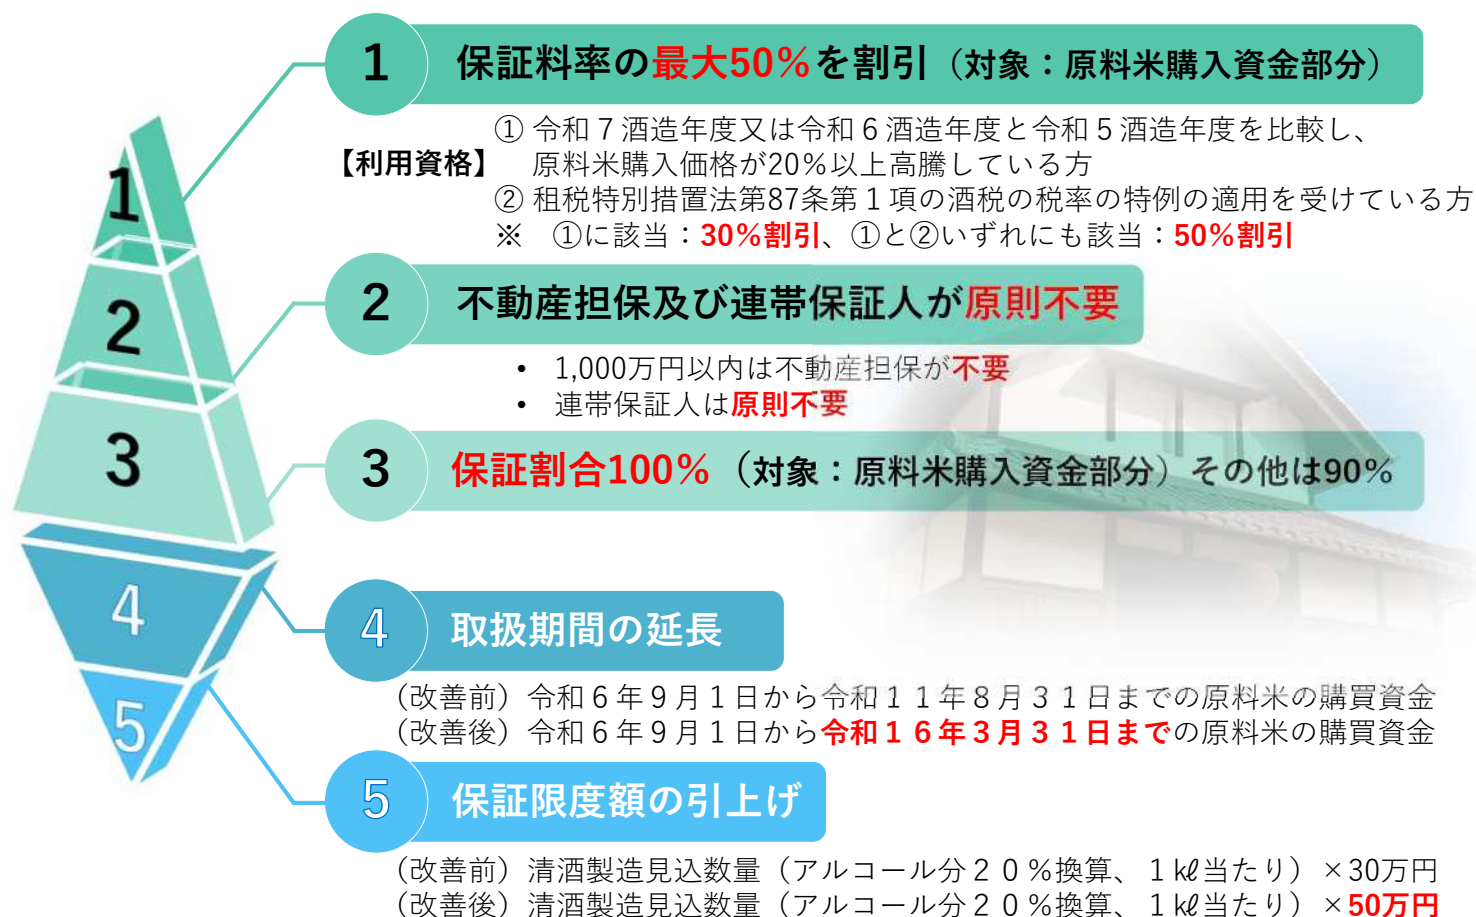 1
2
3
4
5
1 保証料率の最大50%を割引（対象：原料米購入資金部分）
【利用資格】
① 令和７酒造年度又は令和６酒造年度と令和５酒造年度を比較し、
原料米購入価格が20%以上高騰している方
② 租税特別措置法第87条第１項の酒税の税率の特例の適用を受けている方
※ ①に該当：30%割引、①と②いずれにも該当：50%割引
2 不動産担保及び連帯保証人が原則不要
• 1,000万円以内は不動産担保が不要
• 連帯保証人は原則不要
3 保証割合100%（対象：原料米購入資金部分）その他は90%
4 取扱期間の延長
（改善前）令和６年９月１日から令和１１年８月３１日までの原料米の購買資金
（改善後）令和６年９月１日から令和１６年３月３１日までの原料米の購買資金
5 保証限度額の引上げ
（改善前）清酒製造見込数量（アルコール分２０%換算、１㎘当たり）×30万円
（改善後）清酒製造見込数量（アルコール分２０%換算、１㎘当たり）×50万円